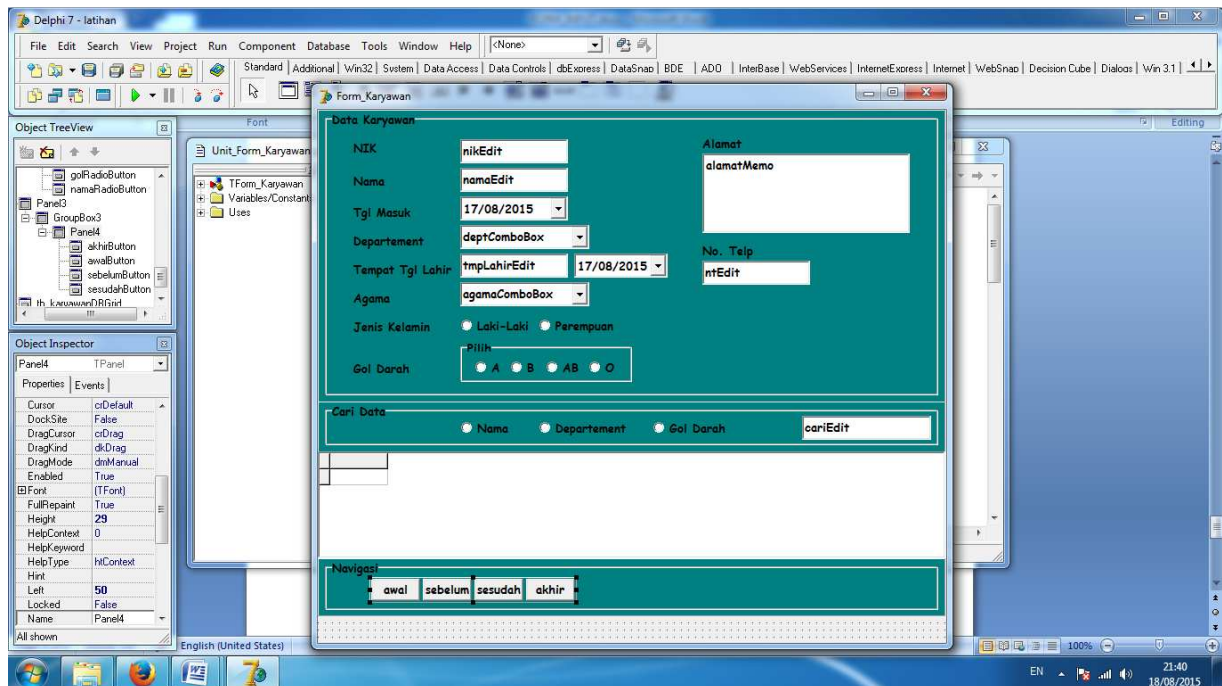 Delphi 7 - latihan
File Edit Search View Project Run Component Database Tools Window Help <None>
Standard Additional Win32 System Data Access Data Controls dbExpress DataSnap BDE ADO InterBase WebServices InternetExpress Internet WebSnap Decision Cube Dialogs Win 3.1
Font Editing
Object TreeView
golRadioButton
namaRadioButton
Panel3
GroupBox3
Panel4
akhirButton
awalButton
sebelumButton
sesudahButton
tb_karyawanDBGrid
Object Inspector
Panel4 TPanel
Properties Events
Cursor crDefault
DockSite False
DragCursor crDrag
DragKind dkDrag
DragMode dmManual
Enabled True
Font (TFont)
FullRepaint True
Height 29
HelpContext 0
HelpKeyword
HelpType htContext
Hint
Left 50
Locked False
Name Panel4
All shown
Unit_Form_Karyawan
TForm_Karyawan
Variables/Constant
Uses
Form_Karyawan
Data Karyawan
NIK nikEdit
Nama namaEdit
Tgl Masuk 17/08/2015
Departement deptComboBox
Tempat Tgl Lahir tmpLahirEdit 17/08/2015
Agama agamaComboBox
Jenis Kelamin Laki-Laki Perempuan
Pilih
Gol Darah A B AB O
Alamat
alamatMemo
No. Telp
ntEdit
Cari Data
Nama Departement Gol Darah cariEdit
Navigasi
awal sebelum sesudah akhir
English (United States) 100%
EN 21:40
18/08/2015